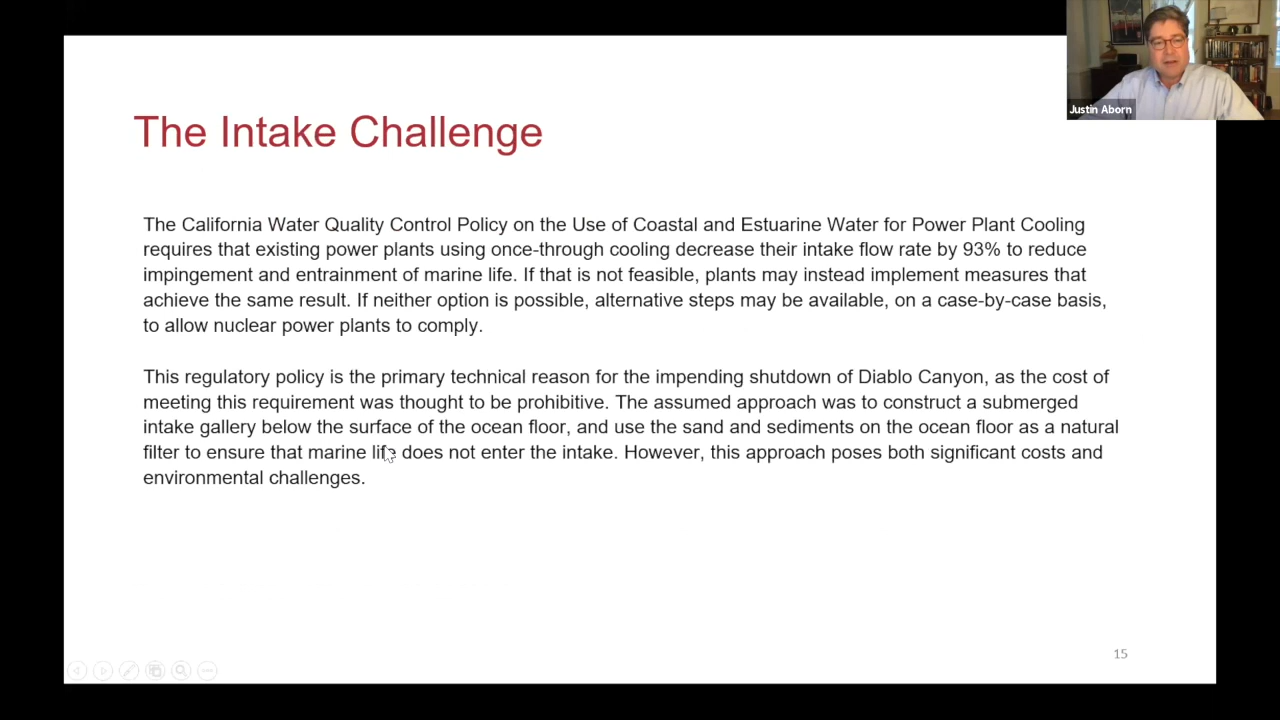 Justin Aborn
The Intake Challenge
The California Water Quality Control Policy on the Use of Coastal and Estuarine Water for Power Plant Cooling
requires that existing power plants using once-through cooling decrease their intake flow rate by 93% to reduce
impingement and entrainment of marine life. If that is not feasible, plants may instead implement measures that
achieve the same result. If neither option is possible, alternative steps may be available, on a case-by-case basis,
to allow nuclear power plants to comply.
This regulatory policy is the primary technical reason for the impending shutdown of Diablo Canyon, as the cost of
meeting this requirement was thought to be prohibitive. The assumed approach was to construct a submerged
intake gallery below the surface of the ocean floor, and use the sand and sediments on the ocean floor as a natural
filter to ensure that marine life does not enter the intake. However, this approach poses both significant costs and
environmental challenges.
15